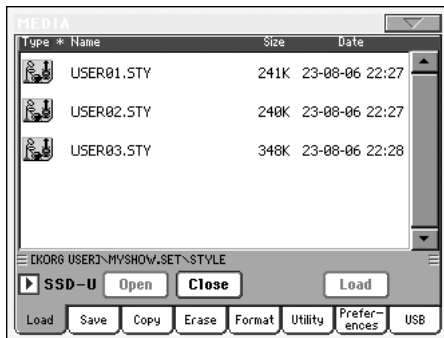 MEDIA
Type * Name Size Date
USER01.STY 241K 23-08-06 22:27
USER02.STY 240K 23-08-06 22:27
USER03.STY 348K 23-08-06 22:28
[KORG USER]\MYSHOW.SET\STYLE
SSD-U Open Close Load
Load Save Copy Erase Format Utility Prefer-ences USB